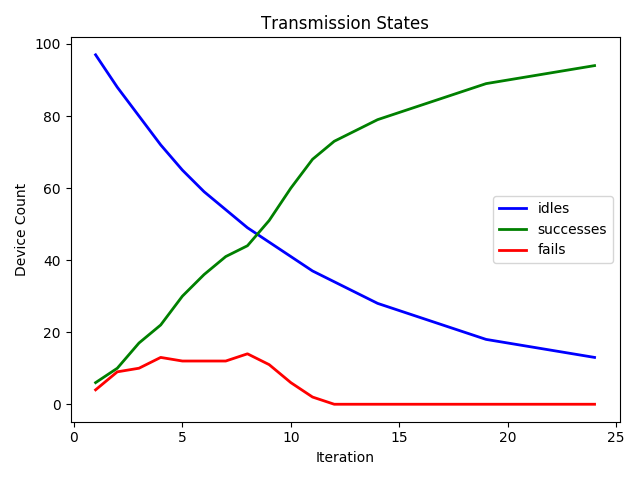 Transmission States
Device Count
100
80
60
40
20
0
idles
successes
fails
0 5 10 15 20 25
Iteration